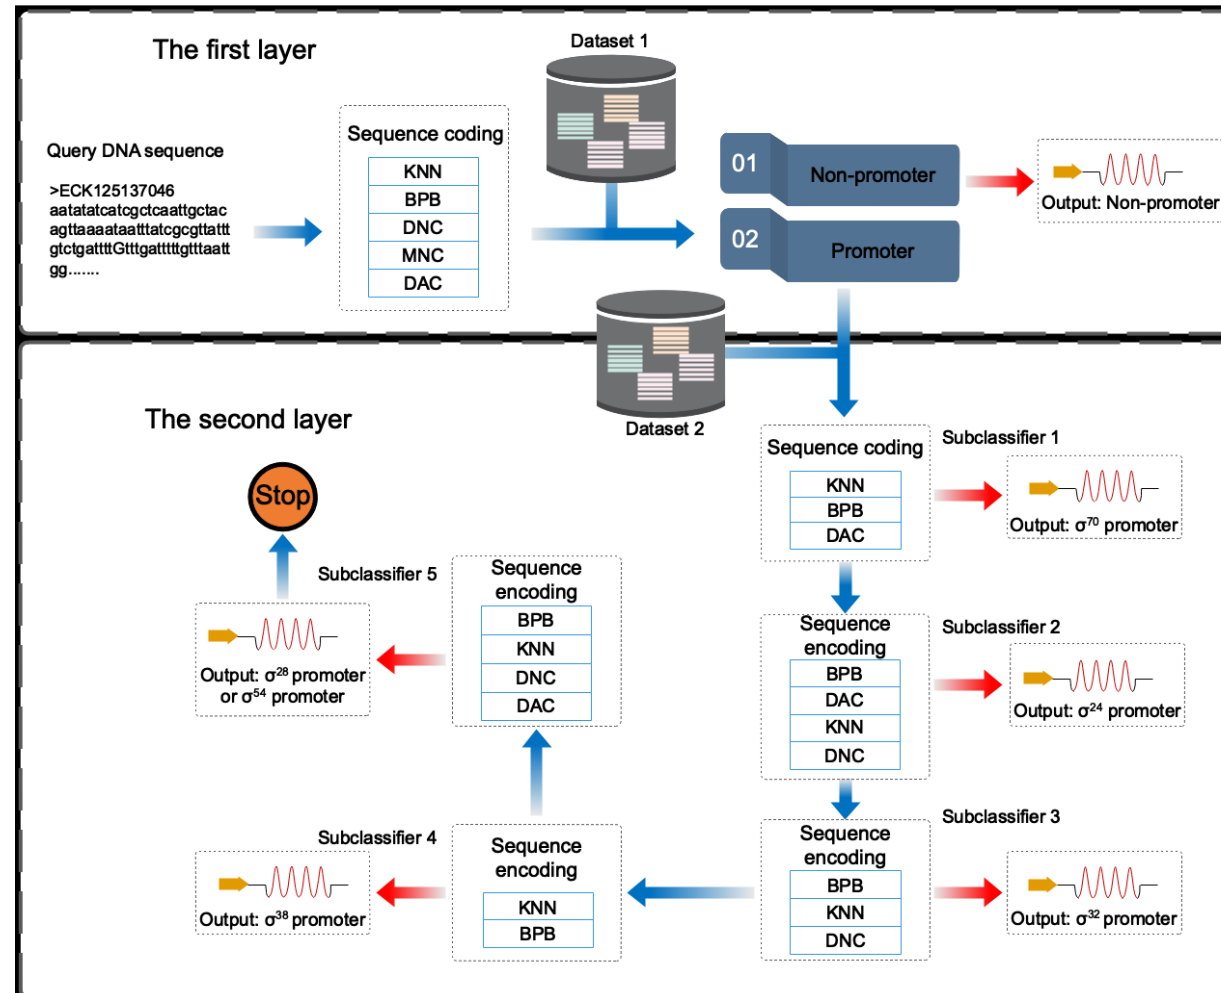 The first layer
Dataset 1
Query DNA sequence
>ECK125137046
aatatatcatcgctcaattgctac
agttaaaataatttatcgcgttattt
gtctgattttGtttgatttttgtttaatt
gg.......
Sequence coding
KNN
BPB
DNC
MNC
DAC
01
Non-promoter
02
Promoter
Output: Non-promoter
Dataset 2
The second layer
Sequence coding
KNN
BPB
DAC
Subclassifier 1
Output: σ⁷⁰ promoter
Sequence
encoding
BPB
DAC
KNN
DNC
Subclassifier 2
Output: σ²⁴ promoter
Sequence
encoding
BPB
KNN
DNC
Subclassifier 3
Output: σ³² promoter
Sequence
encoding
KNN
BPB
Subclassifier 4
Output: σ³⁸ promoter
Sequence
encoding
BPB
KNN
DNC
DAC
Subclassifier 5
Output: σ²⁸ promoter
or σ⁵⁴ promoter
Stop